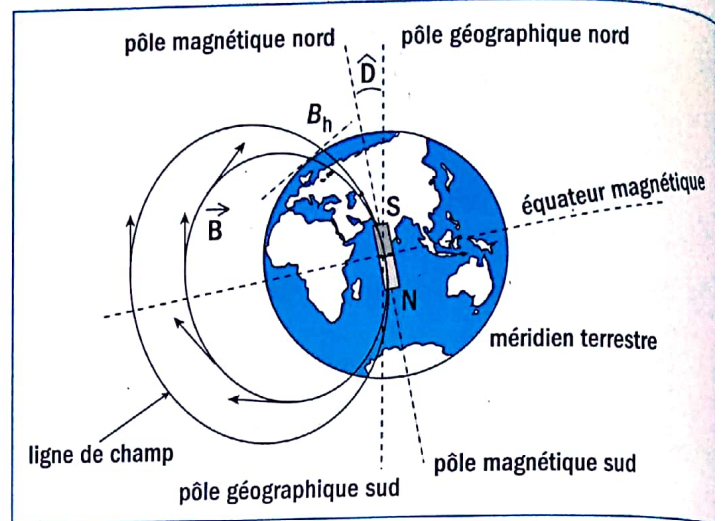 pôle magnétique nord
pôle géographique nord
D̂
B_h
S
équateur magnétique
B⃗
N
méridien terrestre
ligne de champ
pôle magnétique sud
pôle géographique sud